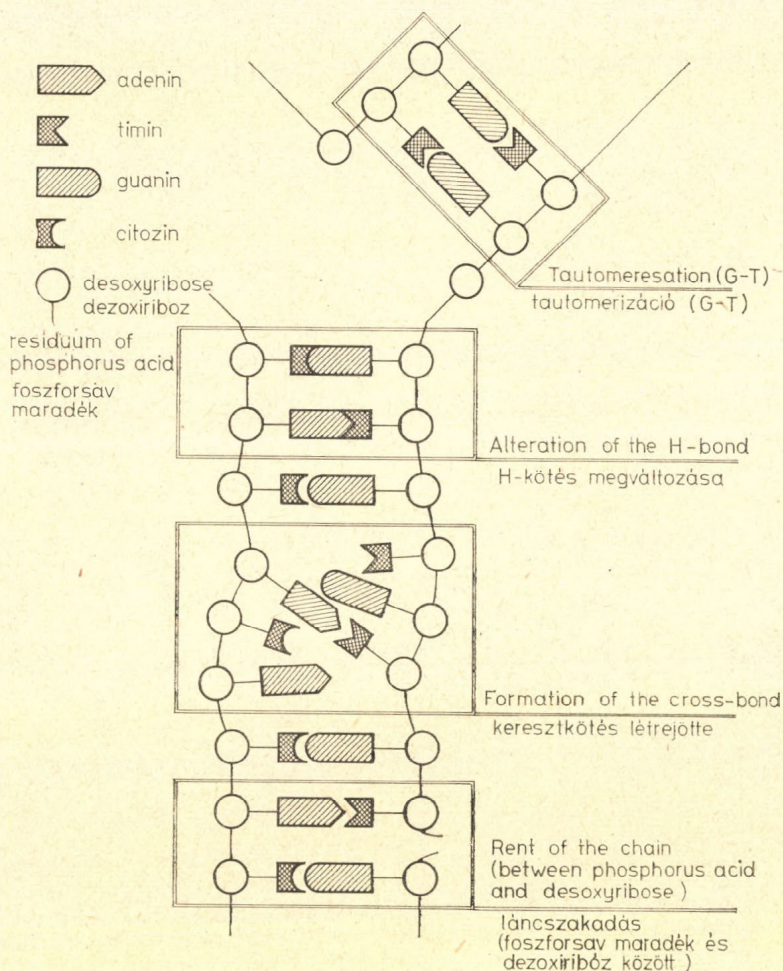 adenin
timin
guanin
citozin
desoxyribose
dezoxiriboz
residuum of
phosphorus acid
foszforsav
maradék
Tautomeresation (G-T)
tautomerizáció (G-T)
Alteration of the H-bond
H-kötés megváltozása
Formation of the cross-bond
keresztkötés létrejötte
Rent of the chain
(between phosphorus acid
and desoxyribose)
láncszakadás
(foszforsav maradék és
dezoxiribóz között)